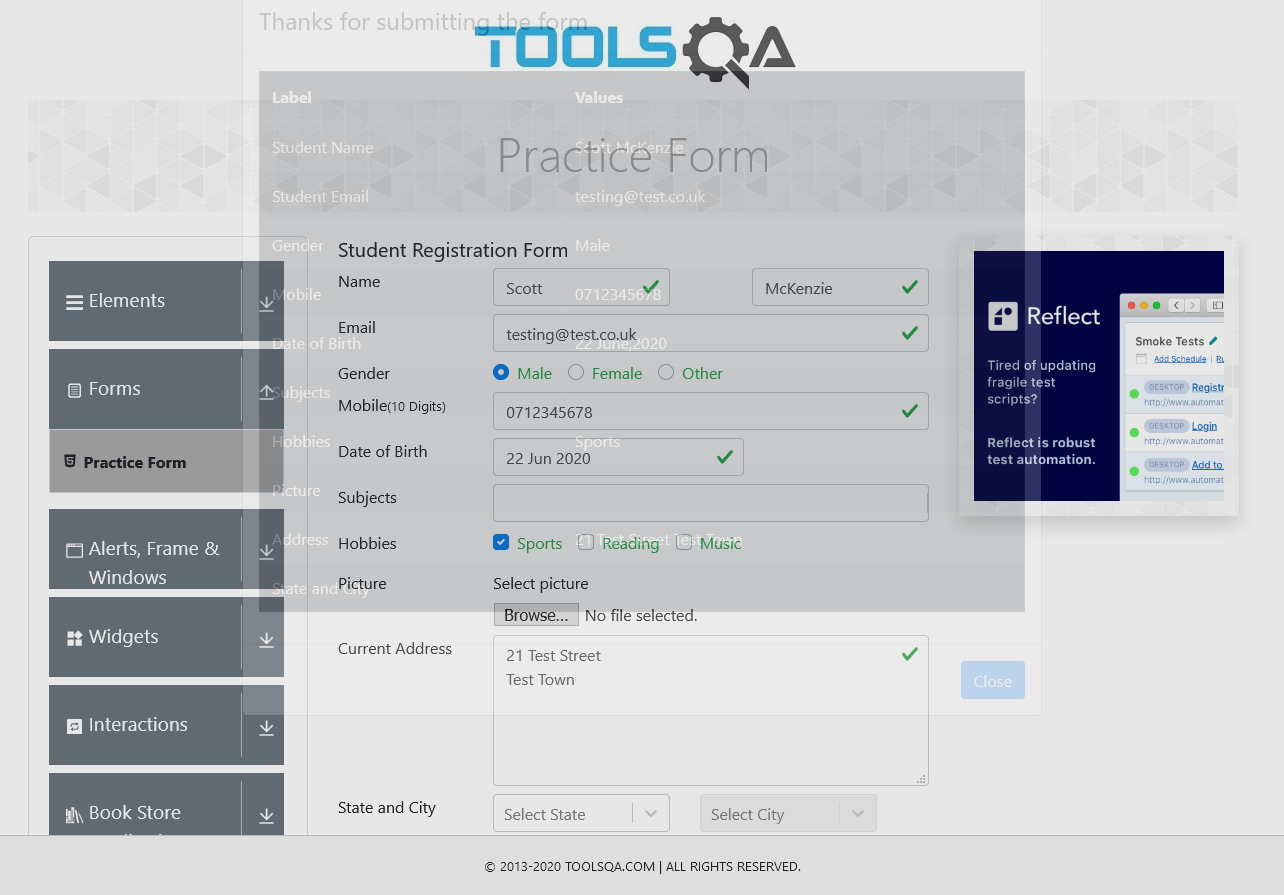 Thanks for submitting the form
TOOLSQA
Label Values
Student Name Scott McKenzie
Practice Form
Student Email testing@test.co.uk
Gender Male
Mobile 0712345678
Date of Birth 22 June,2020
Subjects
Hobbies Sports
Picture
Address 21 Test Street Test Town
State and City
Close
Elements
Forms
Practice Form
Alerts, Frame &
Windows
Widgets
Interactions
Book Store
Student Registration Form
Name Scott McKenzie
Email testing@test.co.uk
Gender Male Female Other
Mobile(10 Digits) 0712345678
Date of Birth 22 Jun 2020
Subjects
Hobbies Sports Reading Music
Picture Select picture
Browse... No file selected.
Current Address 21 Test Street
Test Town
State and City Select State Select City
Reflect
Tired of updating
fragile test
scripts?
Reflect is robust
test automation.
Smoke Tests
Add Schedule | Ru
DESKTOP Registr
http://www.automat
DESKTOP Login
http://www.automat
DESKTOP Add to
http://www.automat
© 2013-2020 TOOLSQA.COM | ALL RIGHTS RESERVED.